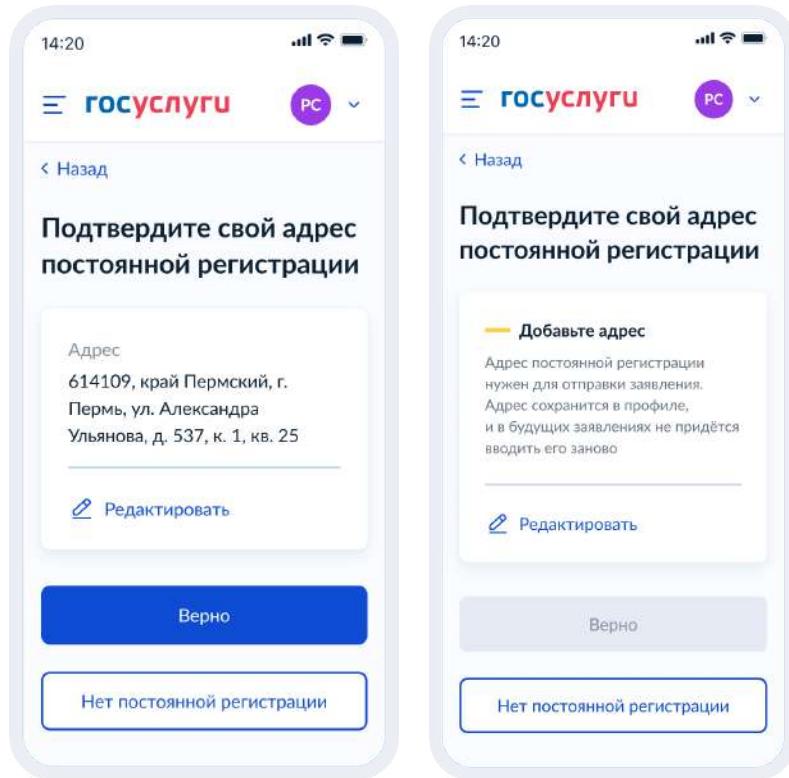 14:20
госуслуги
РС
Назад
Подтвердите свой адрес
постоянной регистрации
Адрес
614109, край Пермский, г.
Пермь, ул. Александра
Ульянова, д. 537, к. 1, кв. 25
Редактировать
Верно
Нет постоянной регистрации
14:20
госуслуги
РС
Назад
Подтвердите свой адрес
постоянной регистрации
Добавьте адрес
Адрес постоянной регистрации
нужен для отправки заявления.
Адрес сохранится в профиле,
и в будущих заявлениях не придётся
вводить его заново
Редактировать
Верно
Нет постоянной регистрации